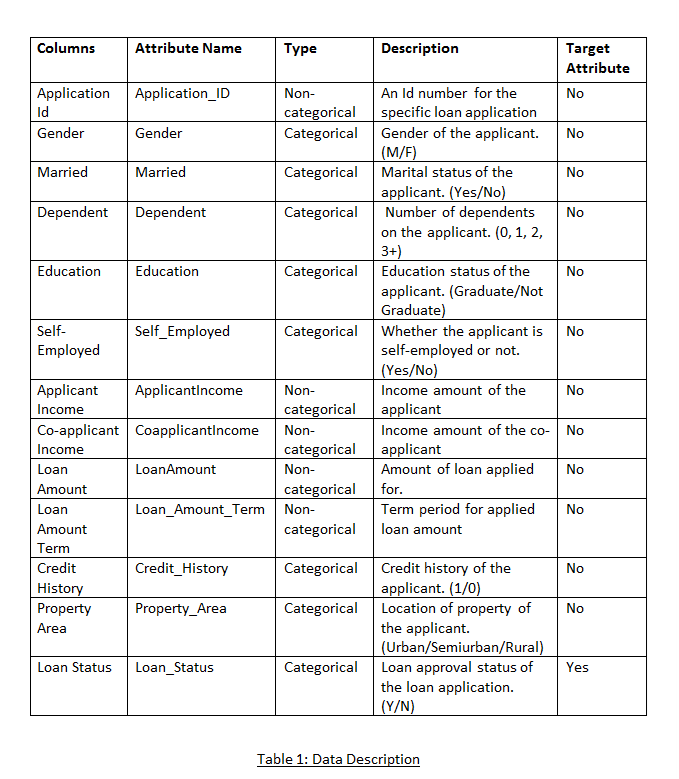 Columns Attribute Name Type Description Target
Attribute
Application Application_ID Non- An Id number for the No
Id categorical specific loan application
Gender Gender Categorical Gender of the applicant. No
(M/F)
Married Married Categorical Marital status of the No
applicant. (Yes/No)
Dependent Dependent Categorical Number of dependents No
on the applicant. (0, 1, 2,
3+)
Education Education Categorical Education status of the No
applicant. (Graduate/Not
Graduate)
Self- Self_Employed Categorical Whether the applicant is No
Employed self-employed or not.
(Yes/No)
Applicant ApplicantIncome Non- Income amount of the No
Income categorical applicant
Co-applicant CoapplicantIncome Non- Income amount of the co- No
Income categorical applicant
Loan LoanAmount Non- Amount of loan applied No
Amount categorical for.
Loan Loan_Amount_Term Non- Term period for applied No
Amount categorical loan amount
Term
Credit Credit_History Categorical Credit history of the No
History applicant. (1/0)
Property Property_Area Categorical Location of property of No
Area the applicant.
(Urban/Semiurban/Rural)
Loan Status Loan_Status Categorical Loan approval status of Yes
the loan application.
(Y/N)
Table 1: Data Description